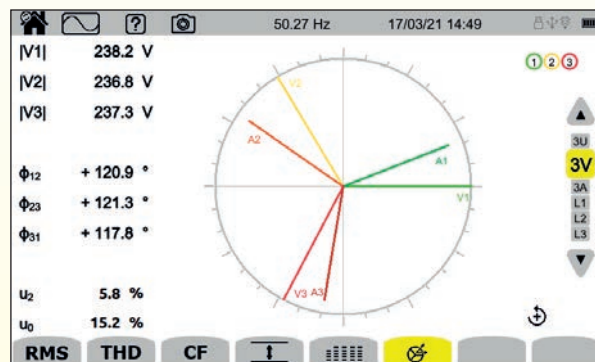 ? 50.27 Hz 17/03/21 14:49
|V1| 238.2 V
|V2| 236.8 V
|V3| 237.3 V
ϕ12 + 120.9 °
ϕ23 + 121.3 °
ϕ31 + 117.8 °
u2 5.8 %
u0 15.2 %
V2
A2
A1
V1
V3 A3
1 2 3
3U
3V
3A
L1
L2
L3
RMS THD CF